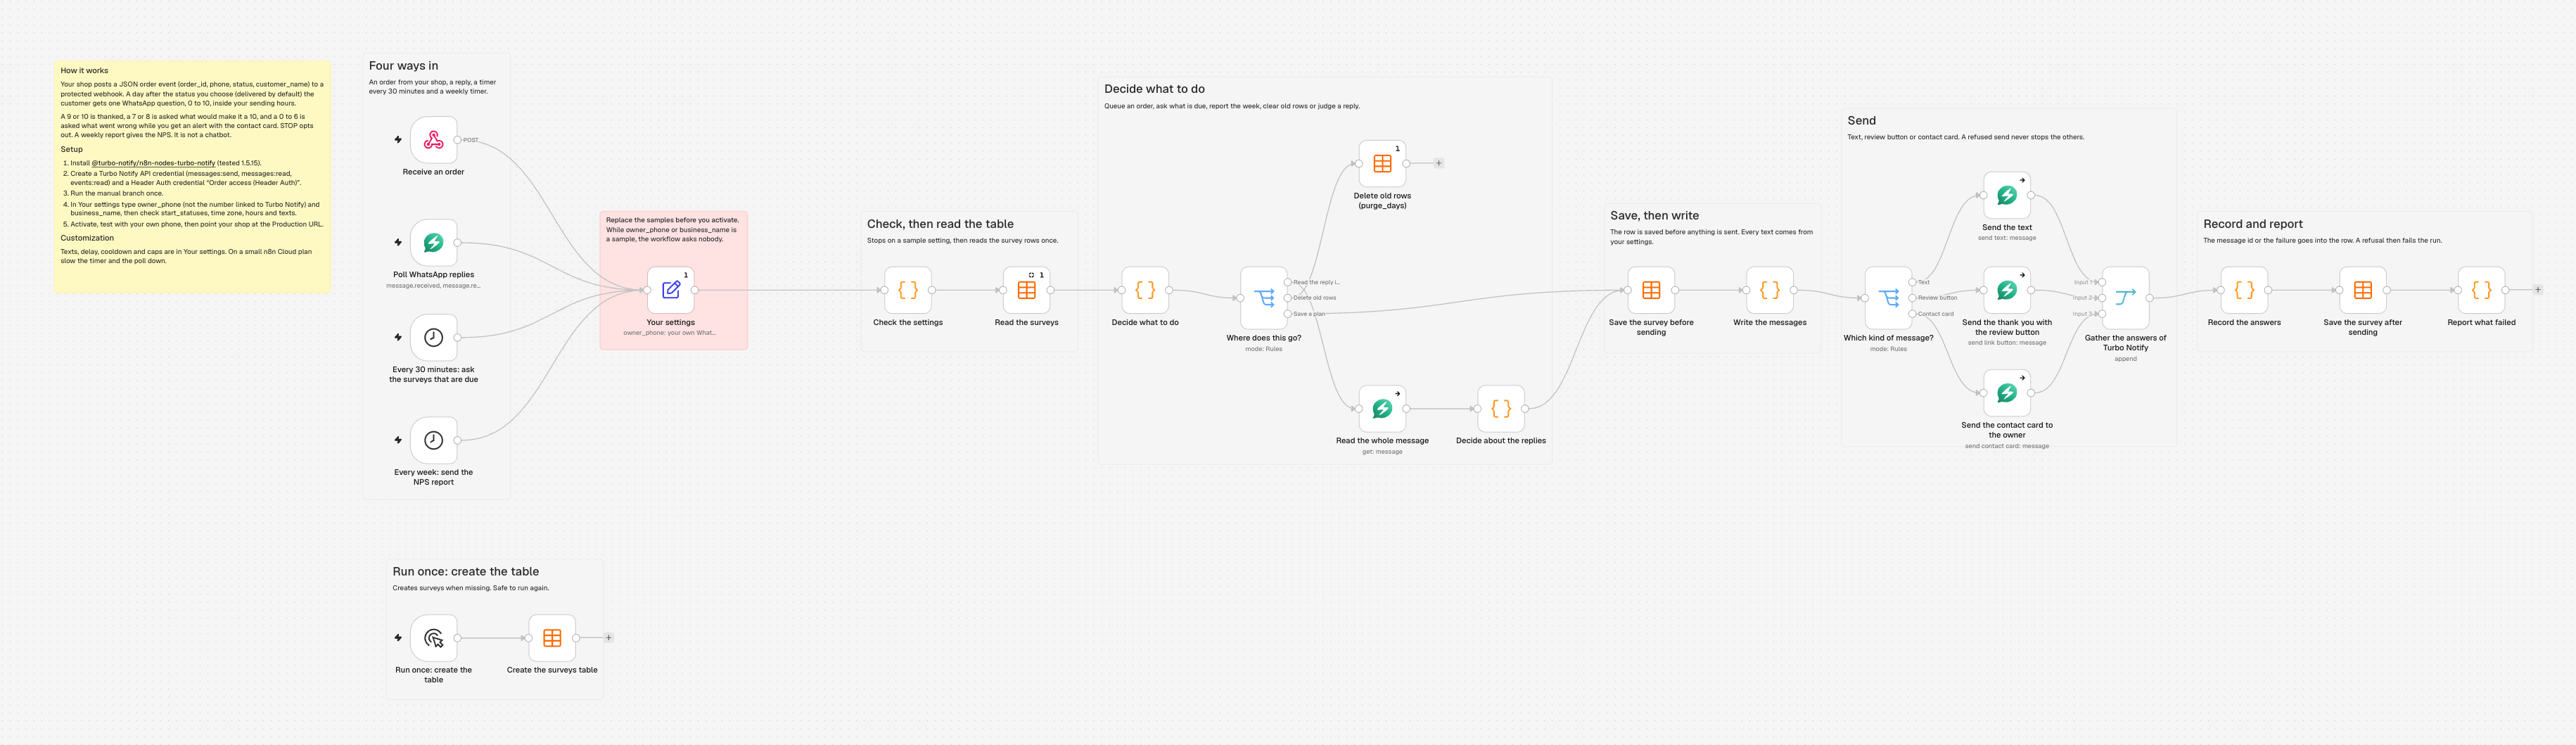 How it works
Your shop posts a JSON order event (order_id, phone, status, customer_name) to a
protected webhook. A day after the status you choose (delivered by default) the
customer gets one WhatsApp question, 0 to 10, inside your sending hours.
A 9 or 10 is thanked, a 7 or 8 is asked what would make it a 10, and a 0 to 6 is
asked what went wrong while you get an alert with the contact card. STOP opts
out. A weekly report gives the NPS. It is not a chatbot.
Setup
1. Install @turbo-notify/n8n-nodes-turbo-notify (tested 1.5.15).
2. Create a Turbo Notify API credential (messages:send, messages:read,
events:read) and a Header Auth credential "Order access (Header Auth)".
3. Run the manual branch once.
4. In Your settings type owner_phone (not the number linked to Turbo Notify) and
business_name, then check start_statuses, time zone, hours and texts.
5. Activate, test with your own phone, then point your shop at the Production URL.
Customization
Texts, delay, cooldown and caps are in Your settings. On a small n8n Cloud plan
slow the timer and the poll down.
Four ways in
An order from your shop, a reply, a timer
every 30 minutes and a weekly timer.
POST
Receive an order
Poll WhatsApp replies
message.received, message.re...
Every 30 minutes: ask
the surveys that are due
Every week: send the
NPS report
Replace the samples before you activate.
While owner_phone or business_name is
a sample, the workflow asks nobody.
1
Your settings
owner_phone: your own What...
Check, then read the table
Stops on a sample setting, then reads the survey rows once.
Check the settings
1
Read the surveys
Decide what to do
Queue an order, ask what is due, report the week, clear old rows or judge a reply.
Decide what to do
Where does this go?
mode: Rules
Read the reply i...
Delete old rows
Save a plan
1
Delete old rows
(purge_days)
Read the whole message
get: message
Decide about the replies
Save, then write
The row is saved before anything is sent. Every text comes from
your settings.
Save the survey before
sending
Write the messages
Send
Text, review button or contact card. A refused send never stops the others.
Which kind of message?
mode: Rules
Text
Review button
Contact card
Send the text
send text: message
Send the thank you with
the review button
send link button: message
Send the contact card to
the owner
send contact card: message
Input 1
Input 2
Input 3
Gather the answers of
Turbo Notify
append
Record and report
The message id or the failure goes into the row. A refusal then fails the run.
Record the answers
Save the survey after
sending
Report what failed
Run once: create the table
Creates surveys when missing. Safe to run again.
Run once: create the
table
Create the surveys table